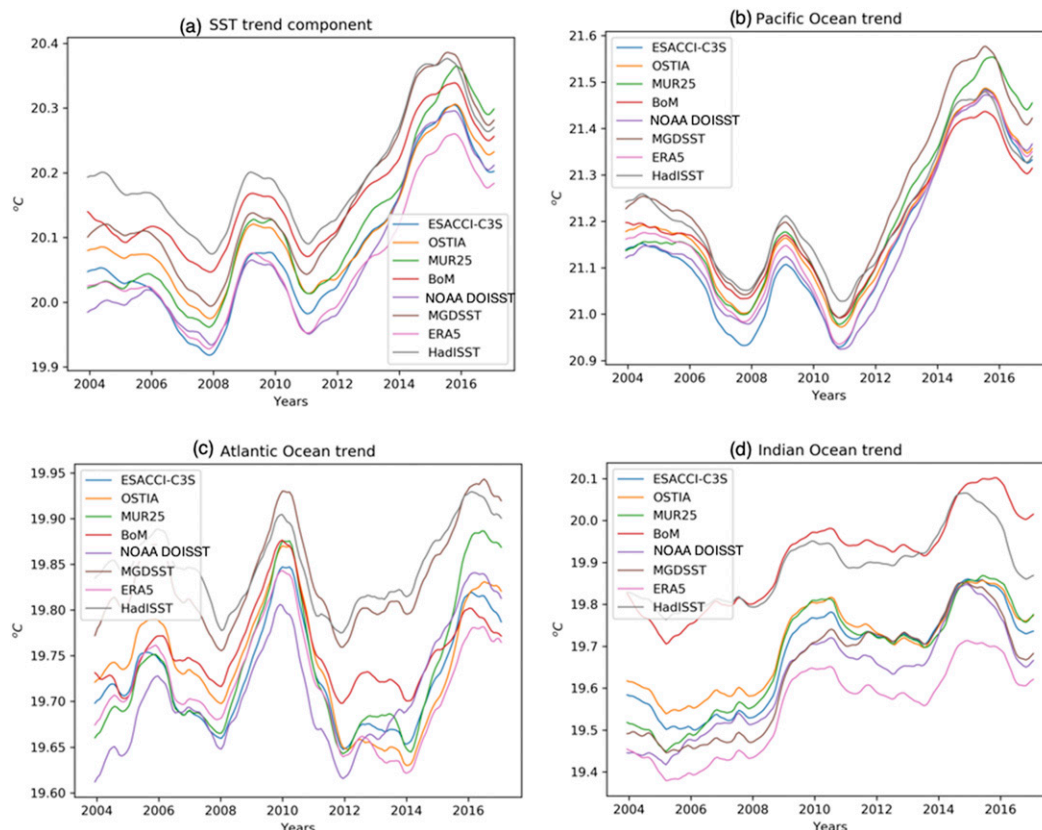 (a) SST trend component
20.4
20.3
20.2
20.1
20.0
19.9
°C
ESACCI-C3S
OSTIA
MUR25
BoM
NOAA DOISST
MGDSST
ERA5
HadISST
2004 2006 2008 2010 2012 2014 2016
Years
(b) Pacific Ocean trend
21.6
21.5
21.4
21.3
21.2
21.1
21.0
20.9
°C
ESACCI-C3S
OSTIA
MUR25
BoM
NOAA DOISST
MGDSST
ERA5
HadISST
2004 2006 2008 2010 2012 2014 2016
Years
(c) Atlantic Ocean trend
19.95
19.90
19.85
19.80
19.75
19.70
19.65
19.60
°C
ESACCI-C3S
OSTIA
MUR25
BoM
NOAA DOISST
MGDSST
ERA5
HadISST
2004 2006 2008 2010 2012 2014 2016
Years
(d) Indian Ocean trend
20.1
20.0
19.9
19.8
19.7
19.6
19.5
19.4
°C
ESACCI-C3S
OSTIA
MUR25
BoM
NOAA DOISST
MGDSST
ERA5
HadISST
2004 2006 2008 2010 2012 2014 2016
Years